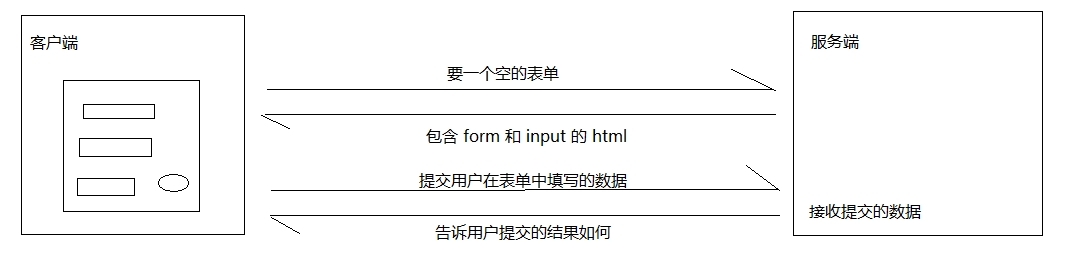 客户端
服务端
要一个空的表单
包含 form 和 input 的 html
提交用户在表单中填写的数据
接收提交的数据
告诉用户提交的结果如何